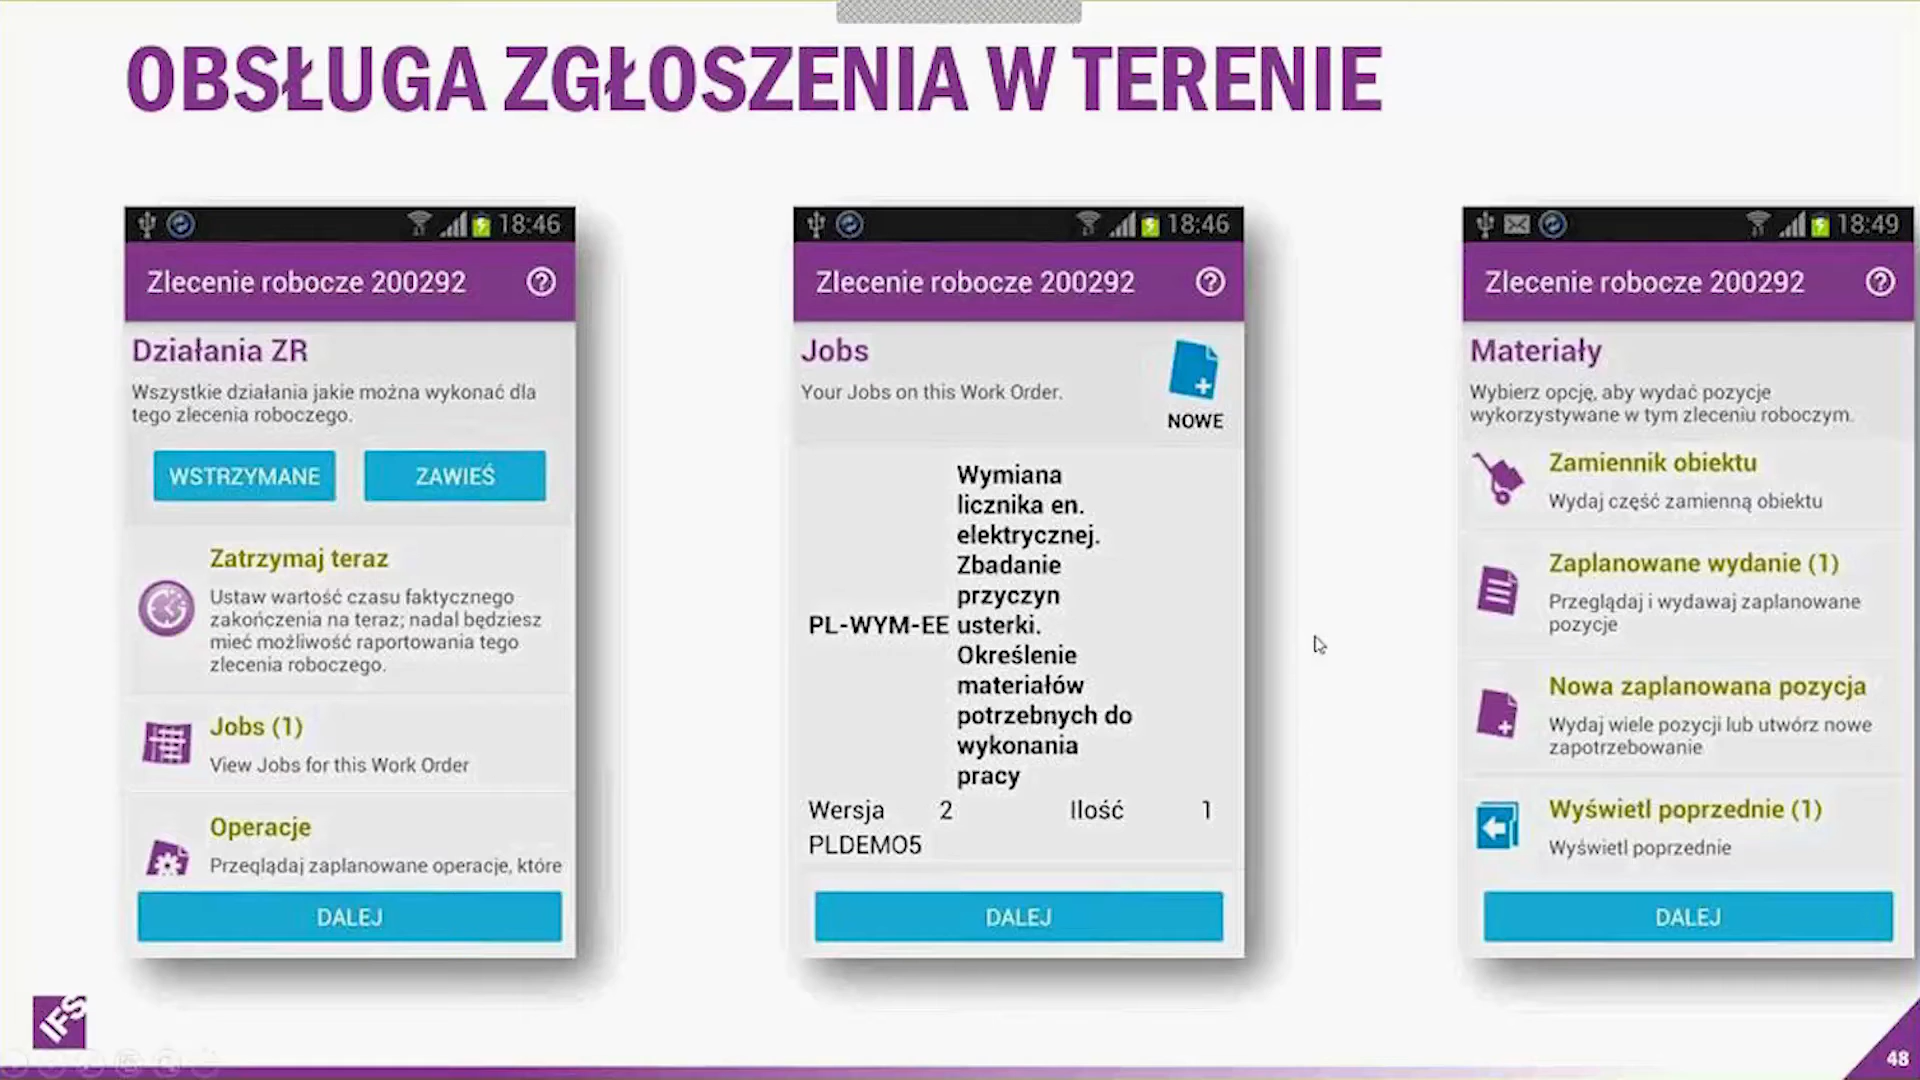 OBSŁUGA ZGŁOSZENIA W TERENIE
18:46
Zlecenie robocze 200292
Działania ZR
Wszystkie działania jakie można wykonać dla
tego zlecenia roboczego.
WSTRZYMANE
ZAWIEŚ
Zatrzymaj teraz
Ustaw wartość czasu faktycznego
zakończenia na teraz; nadal będziesz
mieć możliwość raportowania tego
zlecenia roboczego.
Jobs (1)
View Jobs for this Work Order
Operacje
Przeglądaj zaplanowane operacje, które
DALEJ
18:46
Zlecenie robocze 200292
Jobs
Your Jobs on this Work Order.
NOWE
PL-WYM-EE
Wymiana
licznika en.
elektrycznej.
Zbadanie
przyczyn
usterki.
Określenie
materiałów
potrzebnych do
wykonania
pracy
Wersja 2 Ilość 1
PLDEMO5
DALEJ
18:49
Zlecenie robocze 200292
Materiały
Wybierz opcję, aby wydać pozycje
wykorzystywane w tym zleceniu roboczym.
Zamiennik obiektu
Wydaj część zamienną obiektu
Zaplanowane wydanie (1)
Przeglądaj i wydawaj zaplanowane
pozycje
Nowa zaplanowana pozycja
Wydaj wiele pozycji lub utwórz nowe
zapotrzebowanie
Wyświetl poprzednie (1)
Wyświetl poprzednie
DALEJ
IFS
48